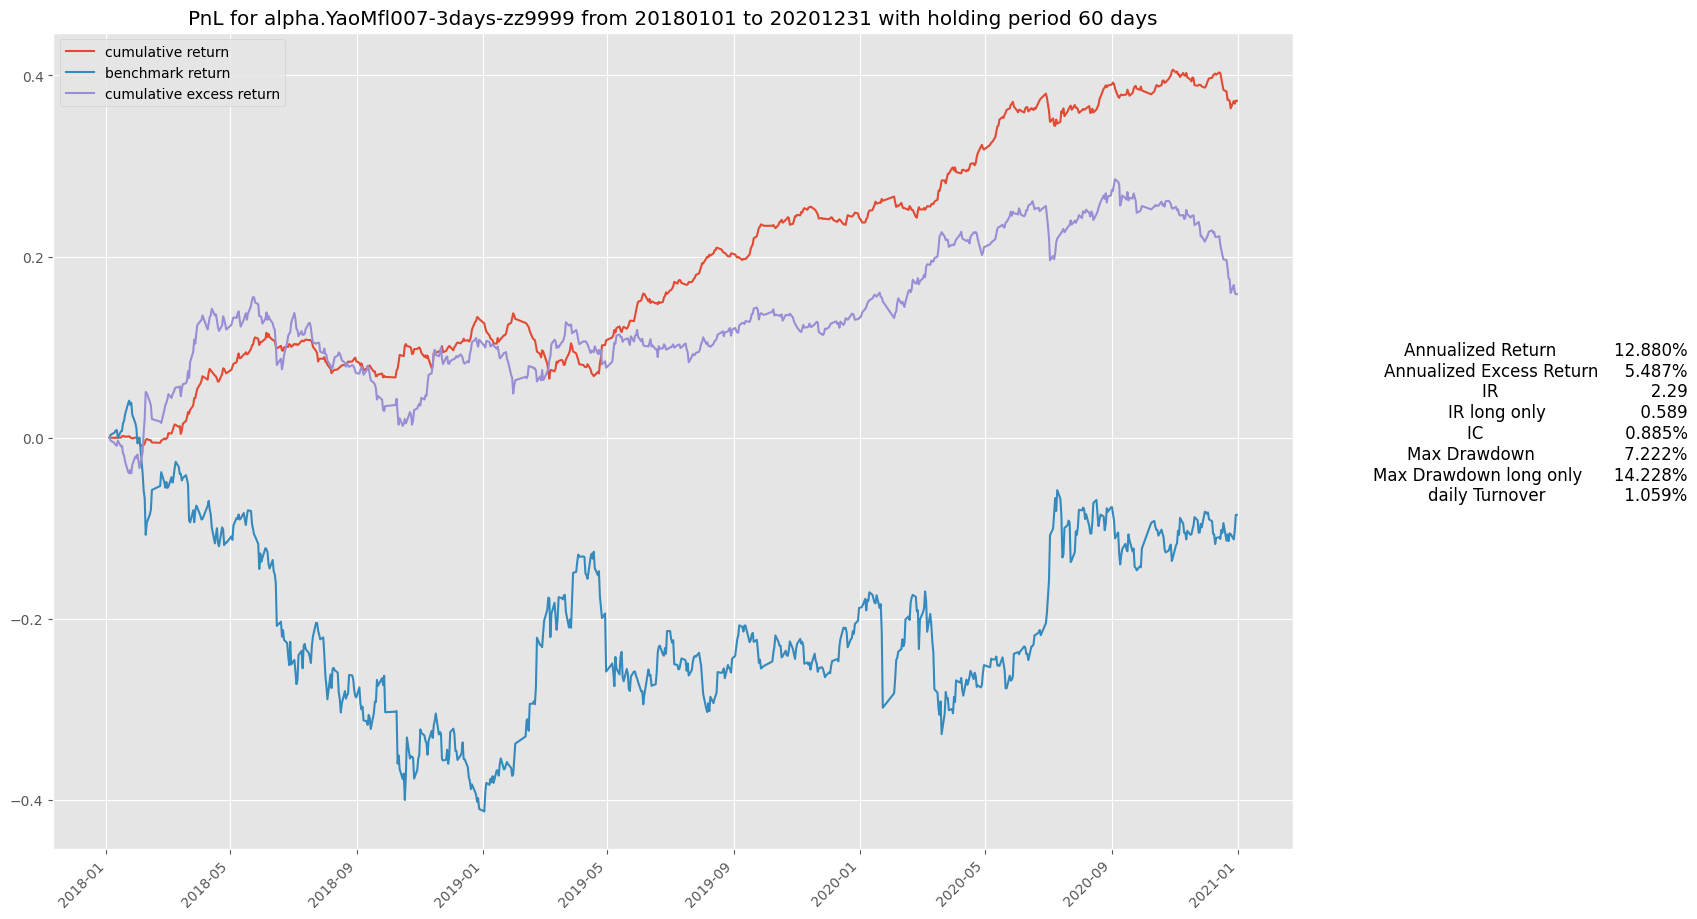 PnL for alpha.YaoMfl007-3days-zz9999 from 20180101 to 20201231 with holding period 60 days
cumulative return
benchmark return
cumulative excess return
0.4
0.2
0.0
−0.2
−0.4
2018-01
2018-05
2018-09
2019-01
2019-05
2019-09
2020-01
2020-05
2020-09
2021-01
Annualized Return 12.880%
Annualized Excess Return 5.487%
IR 2.29
IR long only 0.589
IC 0.885%
Max Drawdown 7.222%
Max Drawdown long only 14.228%
daily Turnover 1.059%